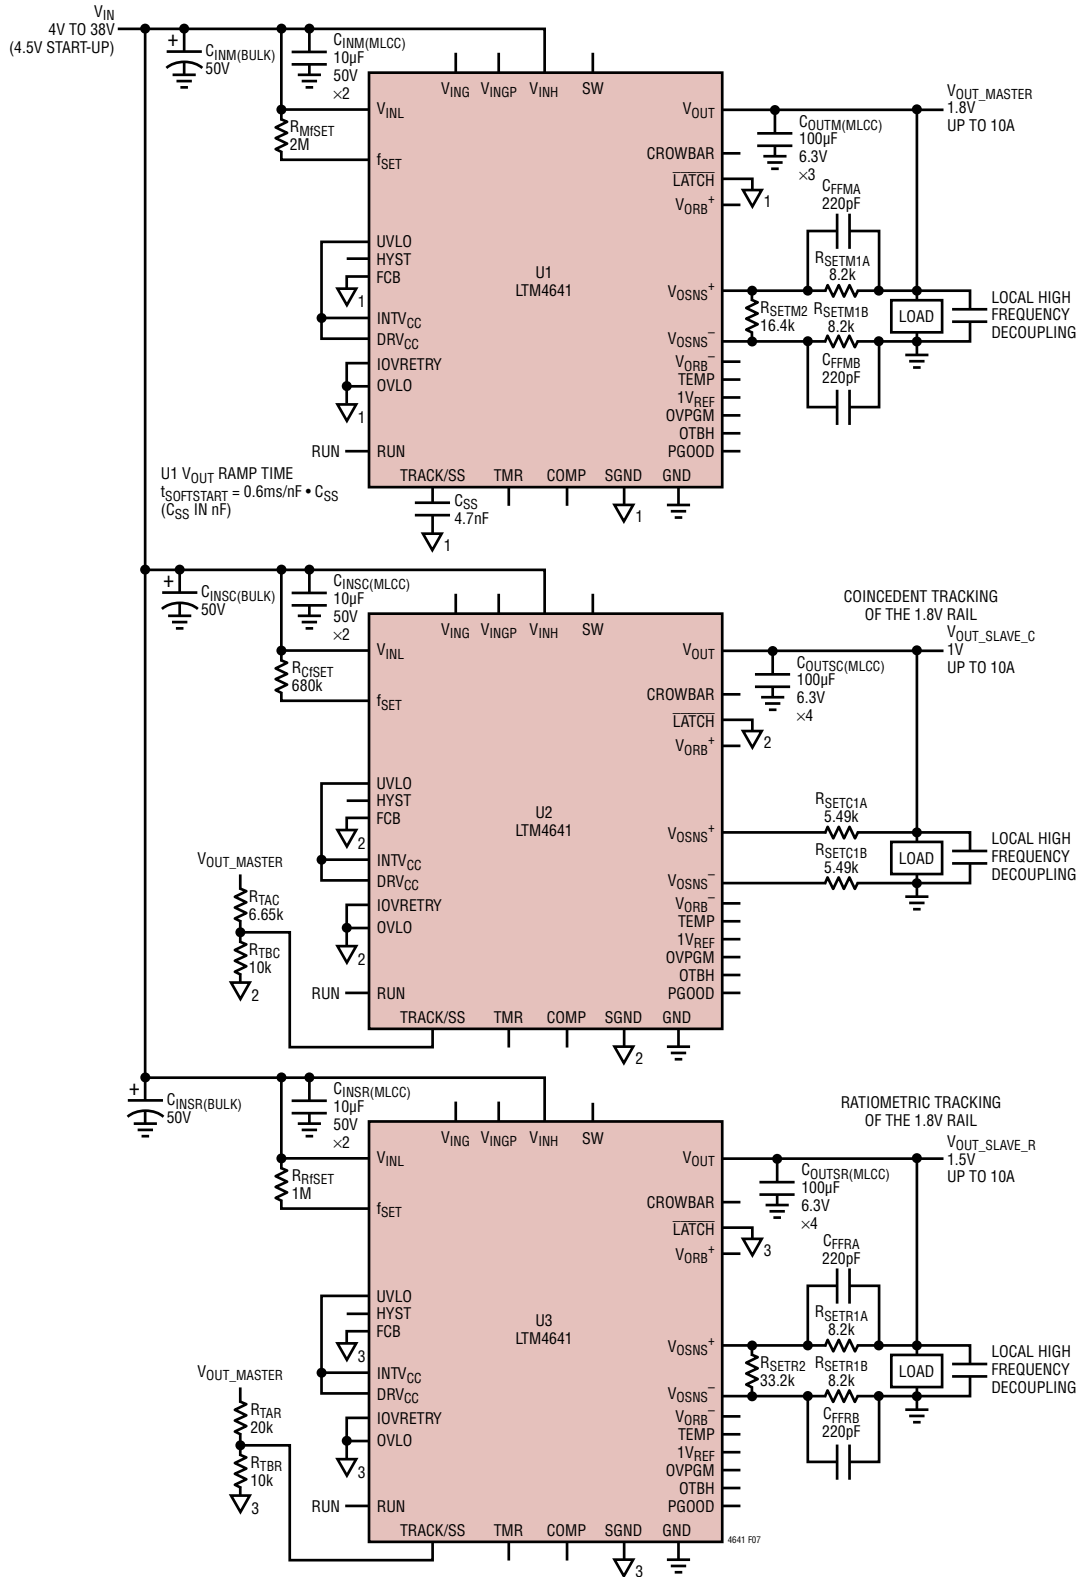 VIN
4V TO 38V
(4.5V START-UP)
+
CINM(BULK)
50V
CINM(MLCC)
10µF
50V
×2
RMfSET
2M
VING
VINGP
VINH
SW
VINL
fSET
UVLO
HYST
FCB
1
INTVCC
DRVCC
IOVRETRY
OVLO
1
RUN
RUN
U1
LTM4641
VOUT
CROWBAR
LATCH
1
VORB+
VOSNS+
VOSNS–
VORB–
TEMP
1VREF
OVPGM
OTBH
PGOOD
TRACK/SS
TMR
COMP
SGND
GND
1
CSS
4.7nF
1
U1 VOUT RAMP TIME
tSOFTSTART = 0.6ms/nF • CSS
(CSS IN nF)
COUTM(MLCC)
100µF
6.3V
×3
VOUT_MASTER
1.8V
UP TO 10A
CFFMA
220pF
RSETM1A
8.2k
RSETM2
16.4k
RSETM1B
8.2k
CFFMB
220pF
LOAD
LOCAL HIGH
FREQUENCY
DECOUPLING
+
CINSC(BULK)
50V
CINSC(MLCC)
10µF
50V
×2
RCfSET
680k
VING
VINGP
VINH
SW
VINL
fSET
UVLO
HYST
FCB
2
INTVCC
DRVCC
IOVRETRY
OVLO
2
RUN
RUN
U2
LTM4641
VOUT
CROWBAR
LATCH
2
VORB+
VOSNS+
VOSNS–
VORB–
TEMP
1VREF
OVPGM
OTBH
PGOOD
TRACK/SS
TMR
COMP
SGND
GND
2
VOUT_MASTER
RTAC
6.65k
RTBC
10k
2
COINCEDENT TRACKING
OF THE 1.8V RAIL
VOUT_SLAVE_C
1V
UP TO 10A
COUTSC(MLCC)
100µF
6.3V
×4
RSETC1A
5.49k
RSETC1B
5.49k
LOAD
LOCAL HIGH
FREQUENCY
DECOUPLING
+
CINSR(BULK)
50V
CINSR(MLCC)
10µF
50V
×2
RRfSET
1M
VING
VINGP
VINH
SW
VINL
fSET
UVLO
HYST
FCB
3
INTVCC
DRVCC
IOVRETRY
OVLO
3
RUN
RUN
U3
LTM4641
VOUT
CROWBAR
LATCH
3
VORB+
VOSNS+
VOSNS–
VORB–
TEMP
1VREF
OVPGM
OTBH
PGOOD
TRACK/SS
TMR
COMP
SGND
GND
3
VOUT_MASTER
RTAR
20k
RTBR
10k
3
RATIOMETRIC TRACKING
OF THE 1.8V RAIL
VOUT_SLAVE_R
1.5V
UP TO 10A
COUTSR(MLCC)
100µF
6.3V
×4
CFFRA
220pF
RSETR1A
8.2k
RSETR2
33.2k
RSETR1B
8.2k
CFFRB
220pF
LOAD
LOCAL HIGH
FREQUENCY
DECOUPLING
4641 F07